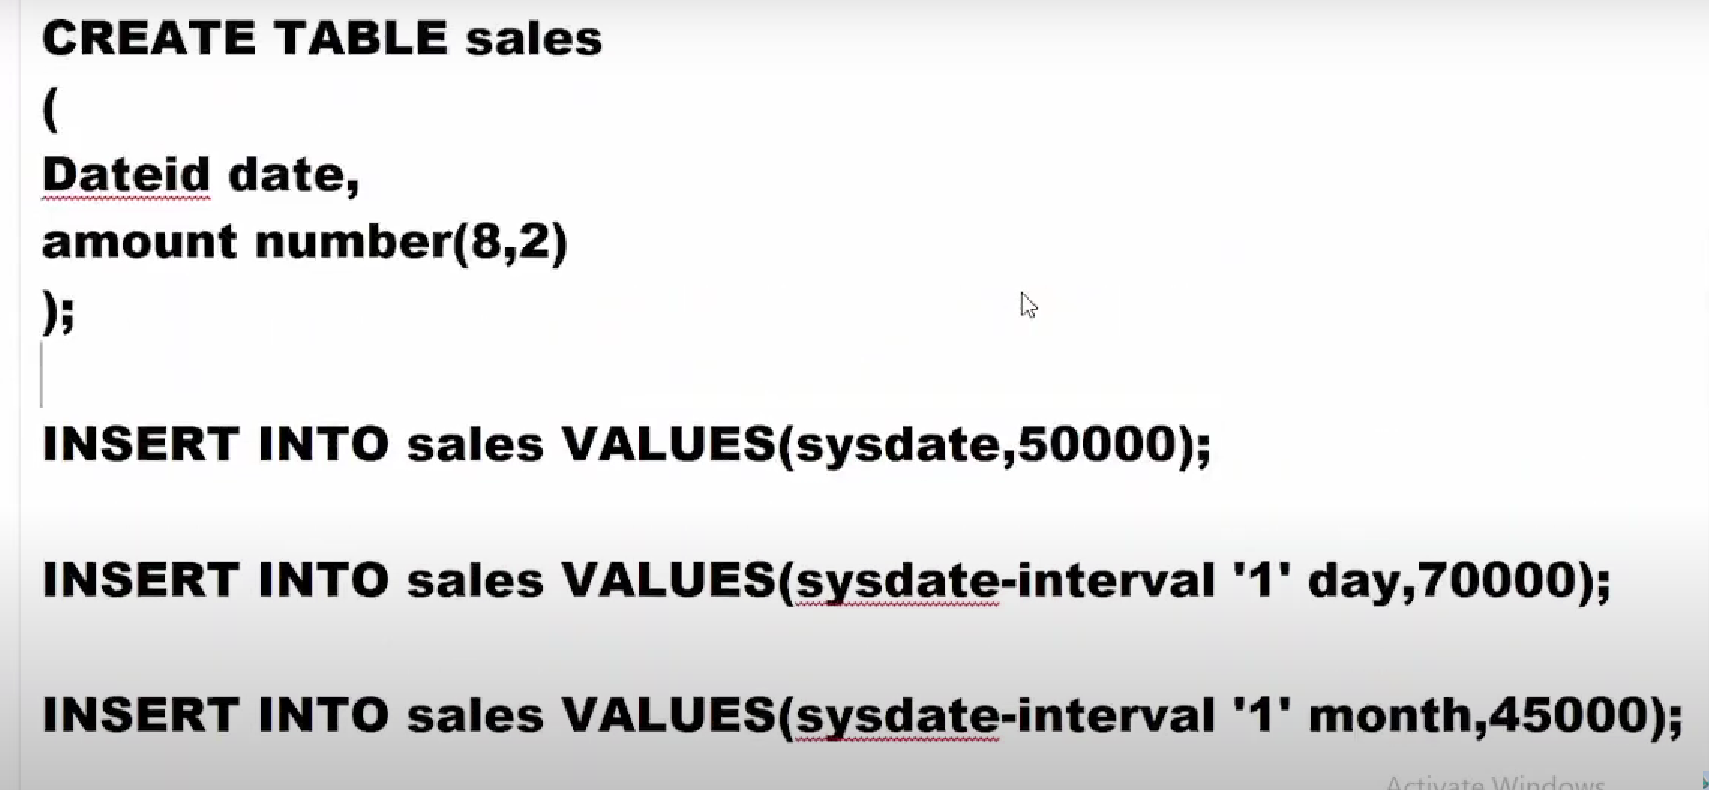 CREATE TABLE sales
(
Dateid date,
amount number(8,2)
);
INSERT INTO sales VALUES(sysdate,50000);
INSERT INTO sales VALUES(sysdate-interval '1' day,70000);
INSERT INTO sales VALUES(sysdate-interval '1' month,45000);
Activate Windows